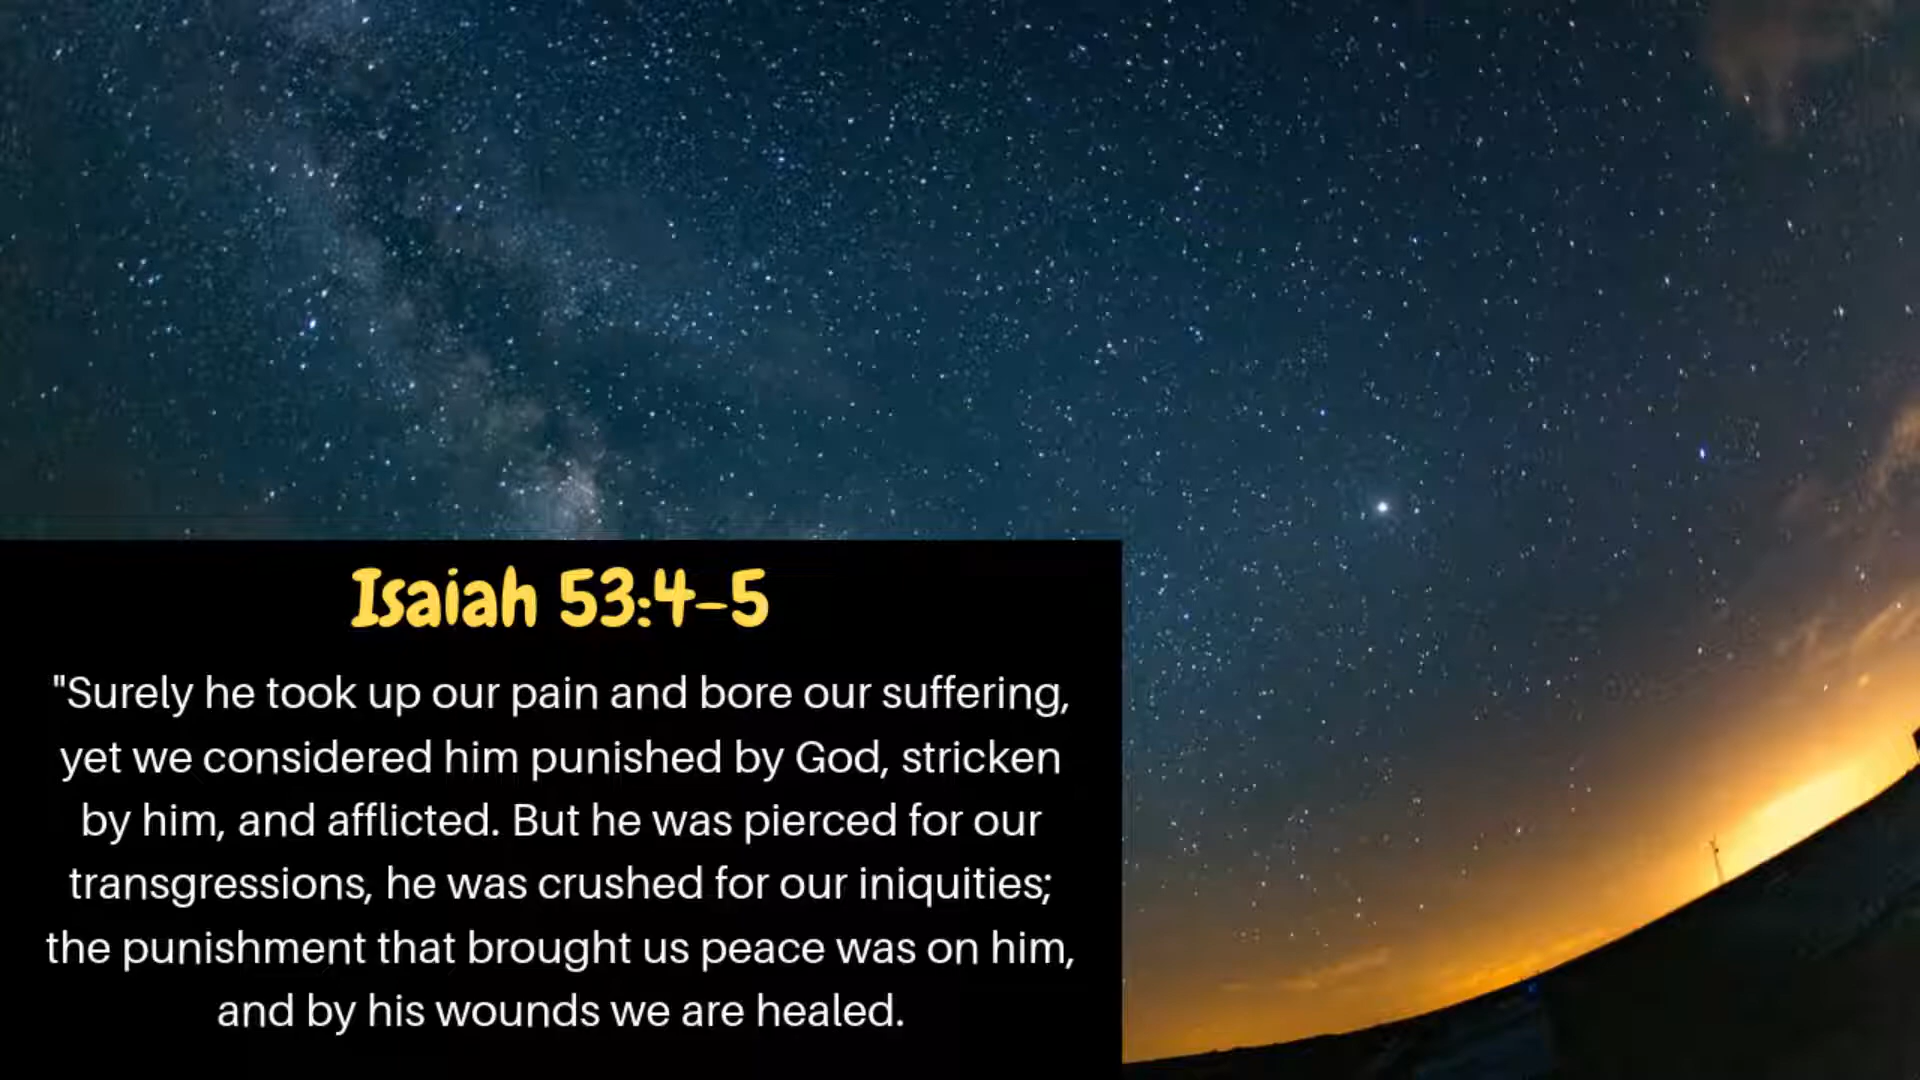 Isaiah 53:4-5
"Surely he took up our pain and bore our suffering,
yet we considered him punished by God, stricken
by him, and afflicted. But he was pierced for our
transgressions, he was crushed for our iniquities;
the punishment that brought us peace was on him,
and by his wounds we are healed.